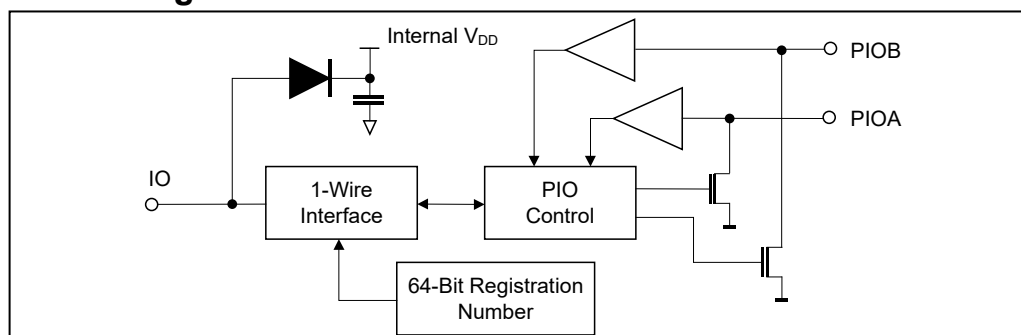 Internal VDD
PIOB
PIOA
IO
1-Wire
Interface
PIO
Control
64-Bit Registration
Number